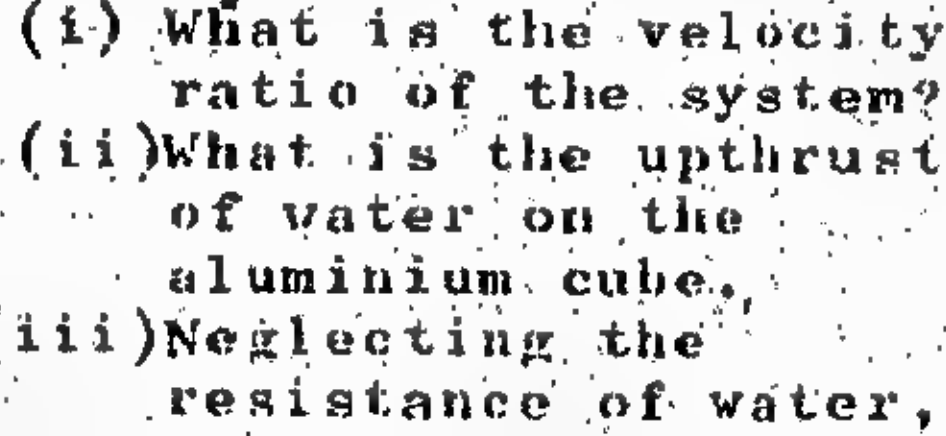 (i) What is the velocity
ratio of the system?
(ii)What is the upthrust
of water on the
aluminium cube.
iii)Neglecting the
resistance of water,